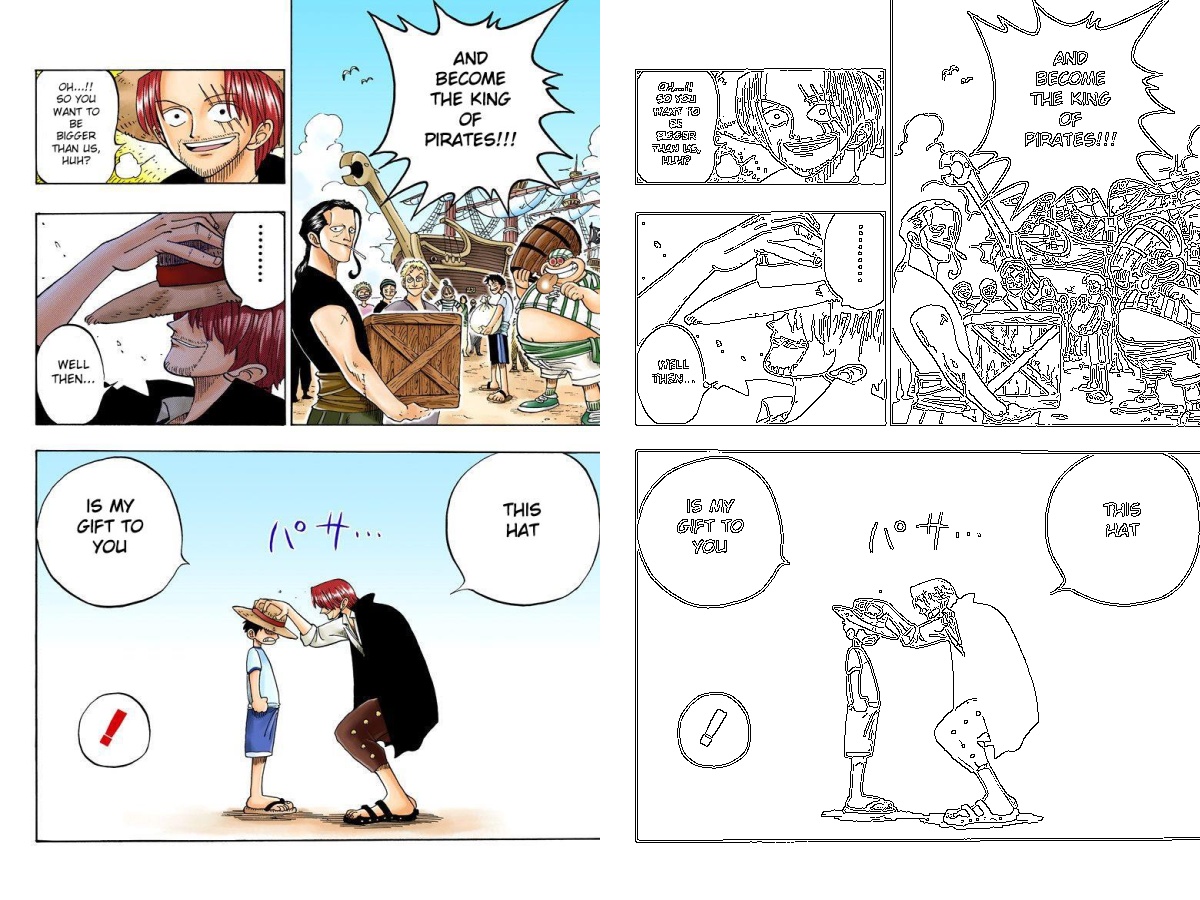 AND
BECOME
THE KING
OF
PIRATES!!!
OH...!!
SO YOU
WANT TO
BE
BIGGER
THAN US,
HUH?
.........
WELL
THEN...
THIS
HAT
パサ...
IS MY
GIFT TO
YOU
!
AND
BECOME
THE KING
OF
PIRATES!!!
OH...!!
SO YOU
WANT TO
BE
BIGGER
THAN US,
HUH?
.........
WELL
THEN...
THIS
HAT
パサ...
IS MY
GIFT TO
YOU
!